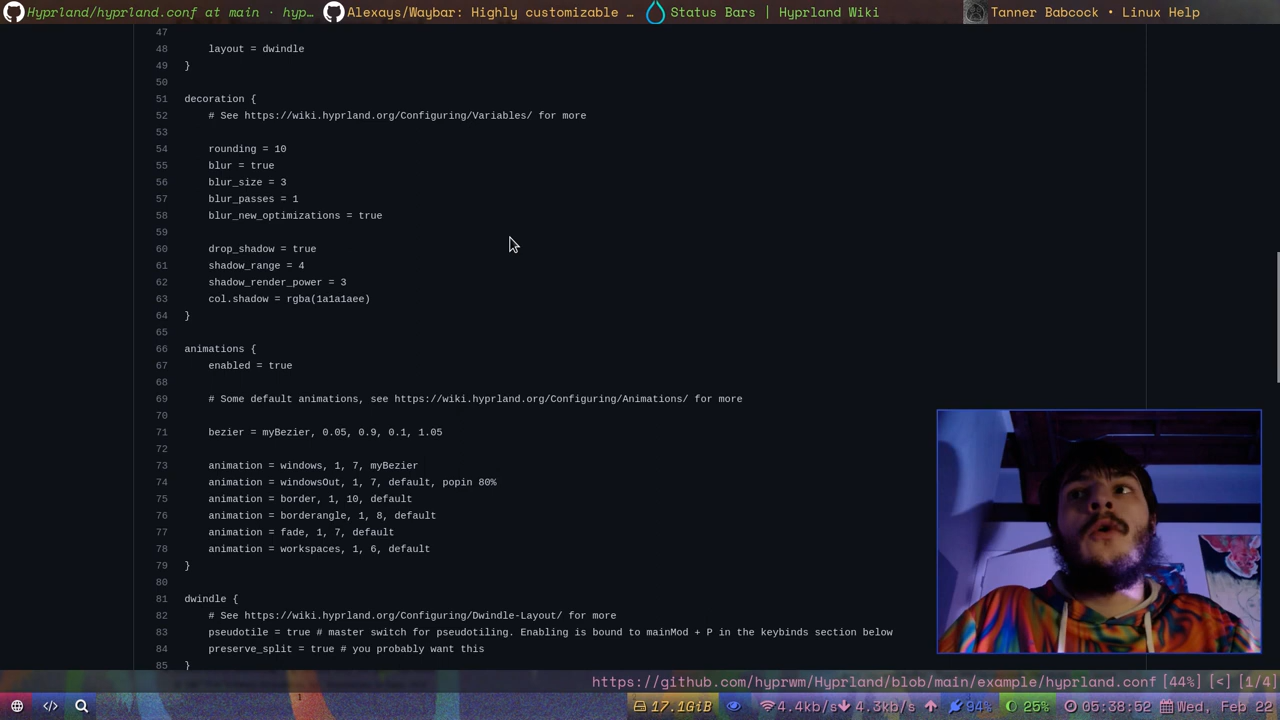 Hyprland/hyprland.conf at main · hyp… Alexays/Waybar: Highly customizable … Status Bars | Hyprland Wiki Tanner Babcock • Linux Help
47
48 layout = dwindle
49 }
50
51 decoration {
52 # See https://wiki.hyprland.org/Configuring/Variables/ for more
53
54 rounding = 10
55 blur = true
56 blur_size = 3
57 blur_passes = 1
58 blur_new_optimizations = true
59
60 drop_shadow = true
61 shadow_range = 4
62 shadow_render_power = 3
63 col.shadow = rgba(1a1a1aee)
64 }
65
66 animations {
67 enabled = true
68
69 # Some default animations, see https://wiki.hyprland.org/Configuring/Animations/ for more
70
71 bezier = myBezier, 0.05, 0.9, 0.1, 1.05
72
73 animation = windows, 1, 7, myBezier
74 animation = windowsOut, 1, 7, default, popin 80%
75 animation = border, 1, 10, default
76 animation = borderangle, 1, 8, default
77 animation = fade, 1, 7, default
78 animation = workspaces, 1, 6, default
79 }
80
81 dwindle {
82 # See https://wiki.hyprland.org/Configuring/Dwindle-Layout/ for more
83 pseudotile = true # master switch for pseudotiling. Enabling is bound to mainMod + P in the keybinds section below
84 preserve_split = true # you probably want this
85 }
https://github.com/hyprwm/Hyprland/blob/main/example/hyprland.conf [44%] [<] [1/4]
17.1GiB 4.4kb/s 4.3kb/s 94% 25% 05:38:52 Wed, Feb 22